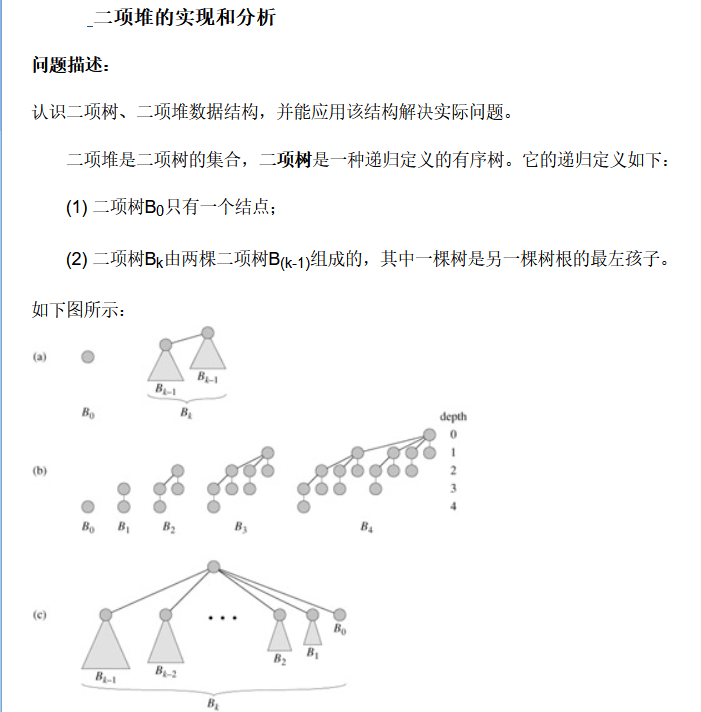 _二项堆的实现和分析
问题描述：
认识二项树、二项堆数据结构，并能应用该结构解决实际问题。
二项堆是二项树的集合，二项树是一种递归定义的有序树。它的递归定义如下：
(1) 二项树B0只有一个结点；
(2) 二项树Bk由两棵二项树B(k-1)组成的，其中一棵树是另一棵树根的最左孩子。
如下图所示：
(a)
Bk–1
Bk–1
B0
Bk
depth
0
(b)
1
2
3
4
B0 B1 B2 B3 B4
(c)
B0
B1
B2
Bk–2
Bk–1
Bk